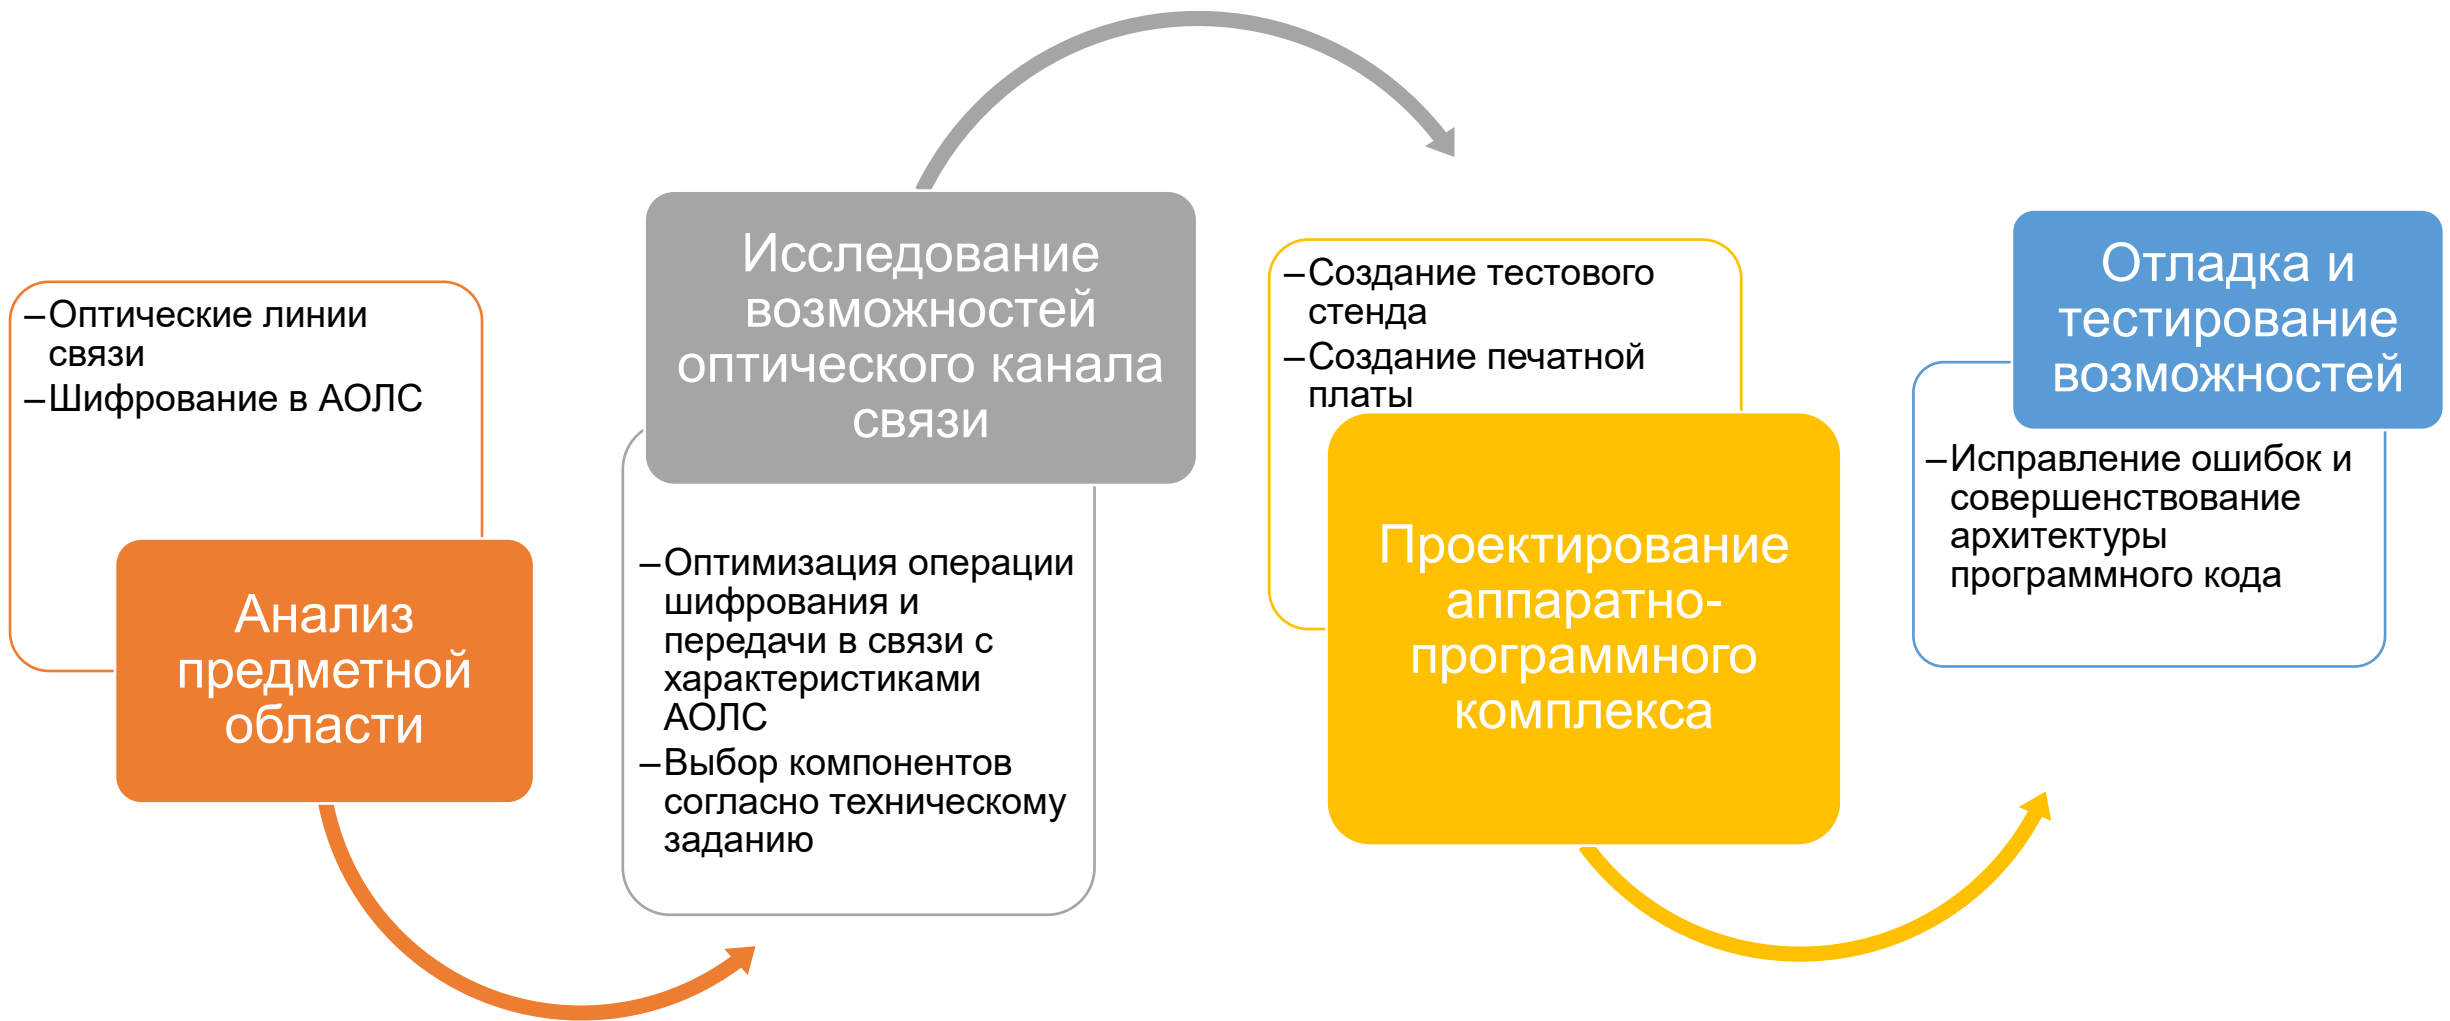 –Оптические линии
связи
–Шифрование в АОЛС
Анализ
предметной
области
Исследование
возможностей
оптического канала
связи
–Оптимизация операции
шифрования и
передачи в связи с
характеристиками
АОЛС
–Выбор компонентов
согласно техническому
заданию
–Создание тестового
стенда
–Создание печатной
платы
Проектирование
аппаратно-
программного
комплекса
Отладка и
тестирование
возможностей
–Исправление ошибок и
совершенствование
архитектуры
программного кода